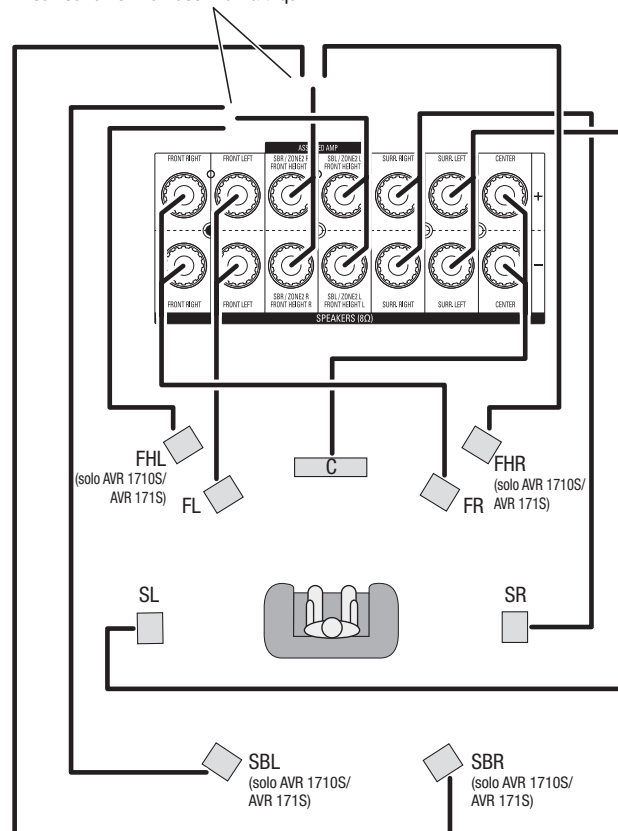 ASS ED AMP
FRONT RIGHT
FRONT LEFT
SBR / ZONE2 R
FRONT HEIGHT
SBL / ZONE2 L
FRONT HEIGHT
SURR. RIGHT
SURR. LEFT
CENTER
+
–
FRONT RIGHT
FRONT LEFT
SBR / ZONE2 R
FRONT HEIGHT R
SBL / ZONE2 L
FRONT HEIGHT L
SURR. RIGHT
SURR. LEFT
CENTER
SPEAKERS (8Ω)
FHL
(solo AVR 1710S/
AVR 171S)
FL
C
FR
FHR
(solo AVR 1710S/
AVR 171S)
SL
SR
SBL
(solo AVR 1710S/
AVR 171S)
SBR
(solo AVR 1710S/
AVR 171S)